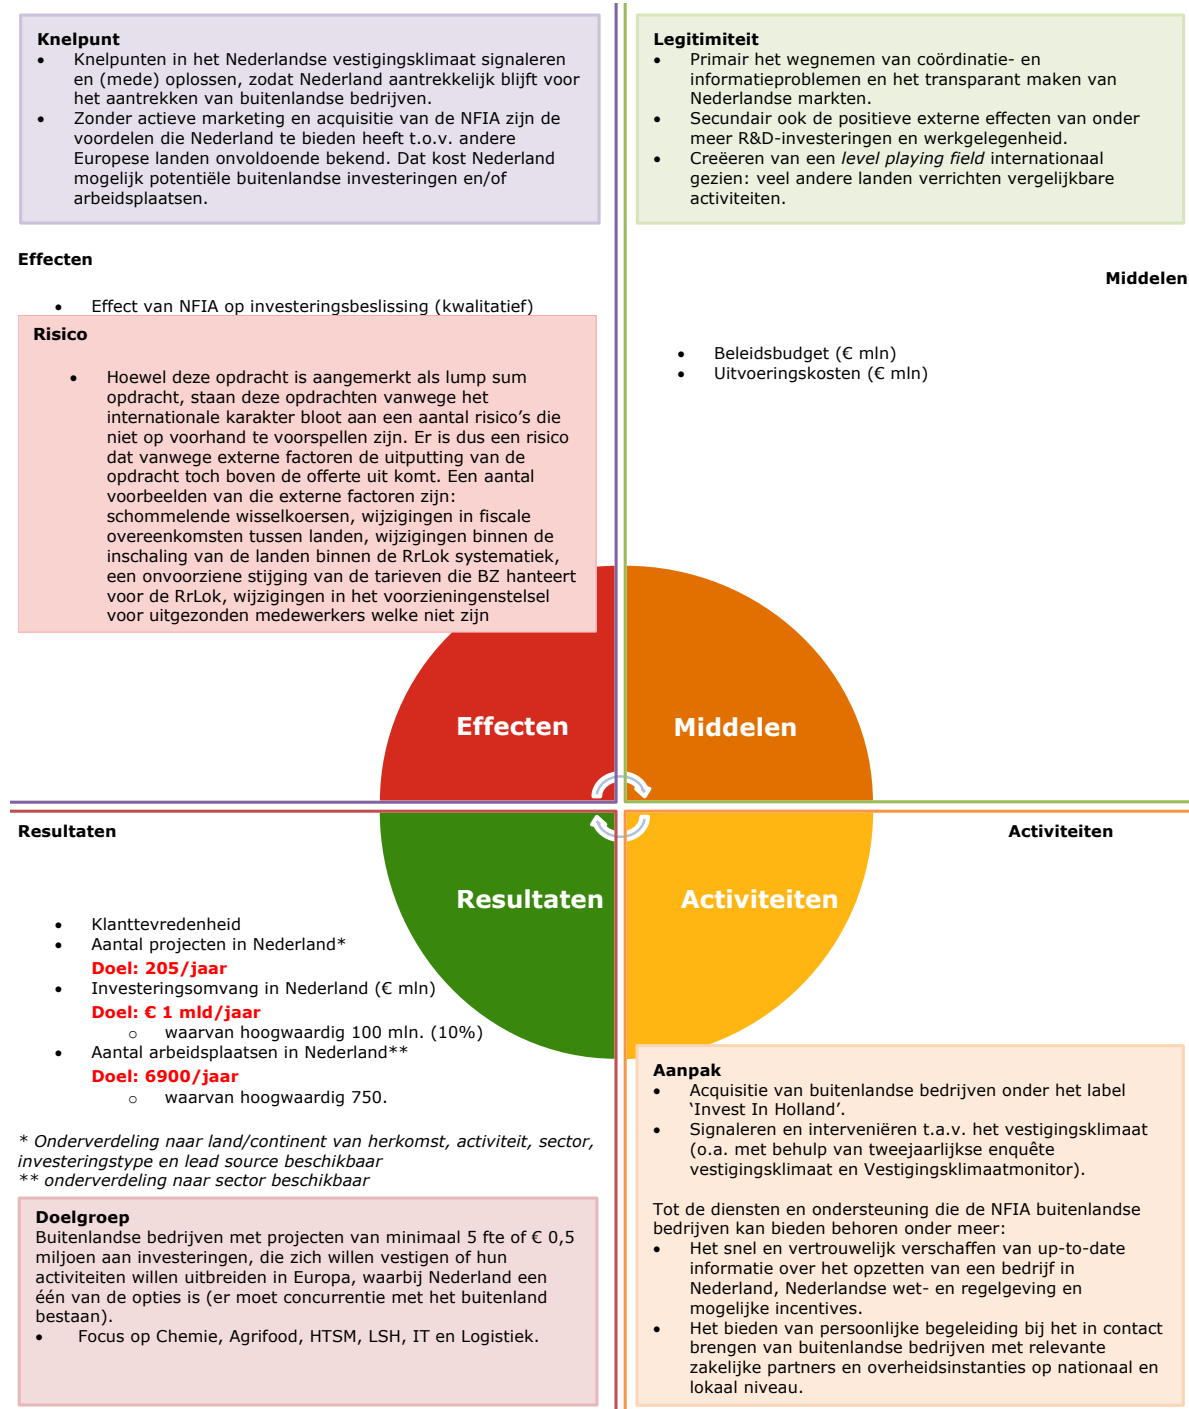 Knelpunt
• Knelpunten in het Nederlandse vestigingsklimaat signaleren
en (mede) oplossen, zodat Nederland aantrekkelijk blijft voor
het aantrekken van buitenlandse bedrijven.
• Zonder actieve marketing en acquisitie van de NFIA zijn de
voordelen die Nederland te bieden heeft t.o.v. andere
Europese landen onvoldoende bekend. Dat kost Nederland
mogelijk potentiële buitenlandse investeringen en/of
arbeidsplaatsen.
Legitimiteit
• Primair het wegnemen van coördinatie- en
informatieproblemen en het transparant maken van
Nederlandse markten.
• Secundair ook de positieve externe effecten van onder
meer R&D-investeringen en werkgelegenheid.
• Creëeren van een level playing field internationaal
gezien: veel andere landen verrichten vergelijkbare
activiteiten.
Effecten
• Effect van NFIA op investeringsbeslissing (kwalitatief)
Risico
• Hoewel deze opdracht is aangemerkt als lump sum
opdracht, staan deze opdrachten vanwege het
internationale karakter bloot aan een aantal risico's die
niet op voorhand te voorspellen zijn. Er is dus een risico
dat vanwege externe factoren de uitputting van de
opdracht toch boven de offerte uit komt. Een aantal
voorbeelden van die externe factoren zijn:
schommelende wisselkoersen, wijzigingen in fiscale
overeenkomsten tussen landen, wijzigingen binnen de
inschaling van de landen binnen de RrLok systematiek,
een onvoorziene stijging van de tarieven die BZ hanteert
voor de RrLok, wijzigingen in het voorzieningenstelsel
voor uitgezonden medewerkers welke niet zijn
Middelen
• Beleidsbudget (€ mln)
• Uitvoeringskosten (€ mln)
Effecten
Middelen
Resultaten
Activiteiten
Resultaten
• Klanttevredenheid
• Aantal projecten in Nederland*
Doel: 205/jaar
• Investeringsomvang in Nederland (€ mln)
Doel: € 1 mld/jaar
○ waarvan hoogwaardig 100 mln. (10%)
• Aantal arbeidsplaatsen in Nederland**
Doel: 6900/jaar
○ waarvan hoogwaardig 750.
* Onderverdeling naar land/continent van herkomst, activiteit, sector,
investeringstype en lead source beschikbaar
** onderverdeling naar sector beschikbaar
Doelgroep
Buitenlandse bedrijven met projecten van minimaal 5 fte of € 0,5
miljoen aan investeringen, die zich willen vestigen of hun
activiteiten willen uitbreiden in Europa, waarbij Nederland een
één van de opties is (er moet concurrentie met het buitenland
bestaan).
• Focus op Chemie, Agrifood, HTSM, LSH, IT en Logistiek.
Activiteiten
Aanpak
• Acquisitie van buitenlandse bedrijven onder het label
‘Invest In Holland’.
• Signaleren en interveniëren t.a.v. het vestigingsklimaat
(o.a. met behulp van tweejaarlijkse enquête
vestigingsklimaat en Vestigingsklimaatmonitor).
Tot de diensten en ondersteuning die de NFIA buitenlandse
bedrijven kan bieden behoren onder meer:
• Het snel en vertrouwelijk verschaffen van up-to-date
informatie over het opzetten van een bedrijf in
Nederland, Nederlandse wet- en regelgeving en
mogelijke incentives.
• Het bieden van persoonlijke begeleiding bij het in contact
brengen van buitenlandse bedrijven met relevante
zakelijke partners en overheidsinstanties op nationaal en
lokaal niveau.